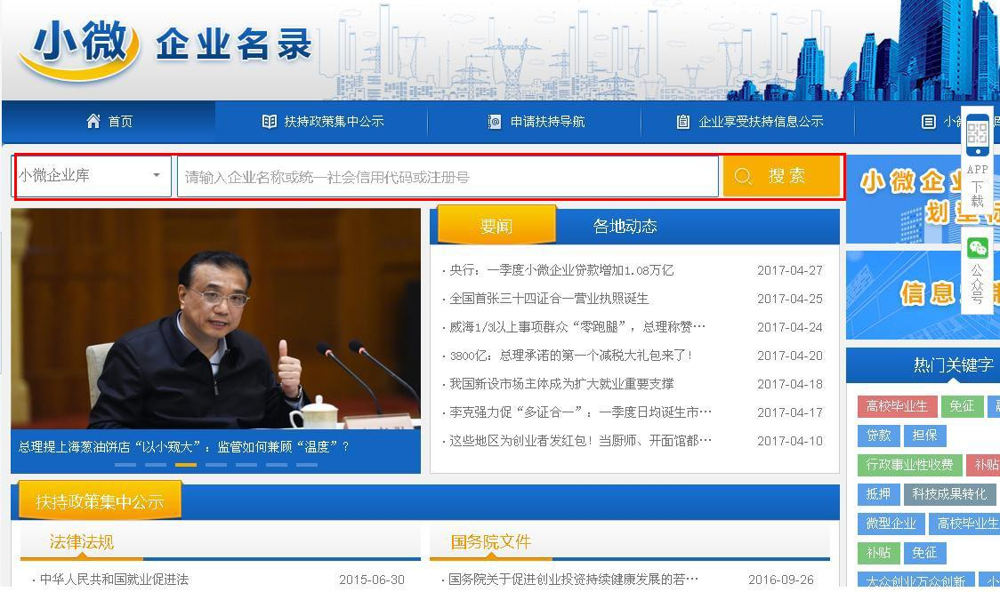 小微 企业名录
首页
扶持政策集中公示
申请扶持导航
企业享受扶持信息公示
小微企业库
请输入企业名称或统一社会信用代码或注册号
搜索
小微企业
划型标
APP下载
公众号
信息
要闻
各地动态
· 央行：一季度小微企业贷款增加1.08万亿 2017-04-27
· 全国首张三十四证合一营业执照诞生 2017-04-25
· 威海1/3以上事项群众“零跑腿”，总理称赞… 2017-04-24
· 3800亿：总理承诺的第一个减税大礼包来了！ 2017-04-20
· 我国新设市场主体成为扩大就业重要支撑 2017-04-18
· 李克强力促“多证合一”：一季度日均诞生市… 2017-04-17
· 这些地区为创业者发红包！当厨师、开面馆都… 2017-04-10
总理提上海葱油饼店“以小窥大”：监管如何兼顾“温度”？
热门关键字
高校毕业生 免征
贷款 担保
行政事业性收费 补贴
抵押 科技成果转化
微型企业 高校毕业生
补贴 免征
大众创业万众创新 小
扶持政策集中公示
法律法规
国务院文件
· 中华人民共和国就业促进法 2015-06-30
· 国务院关于促进创业投资持续健康发展的若… 2016-09-26